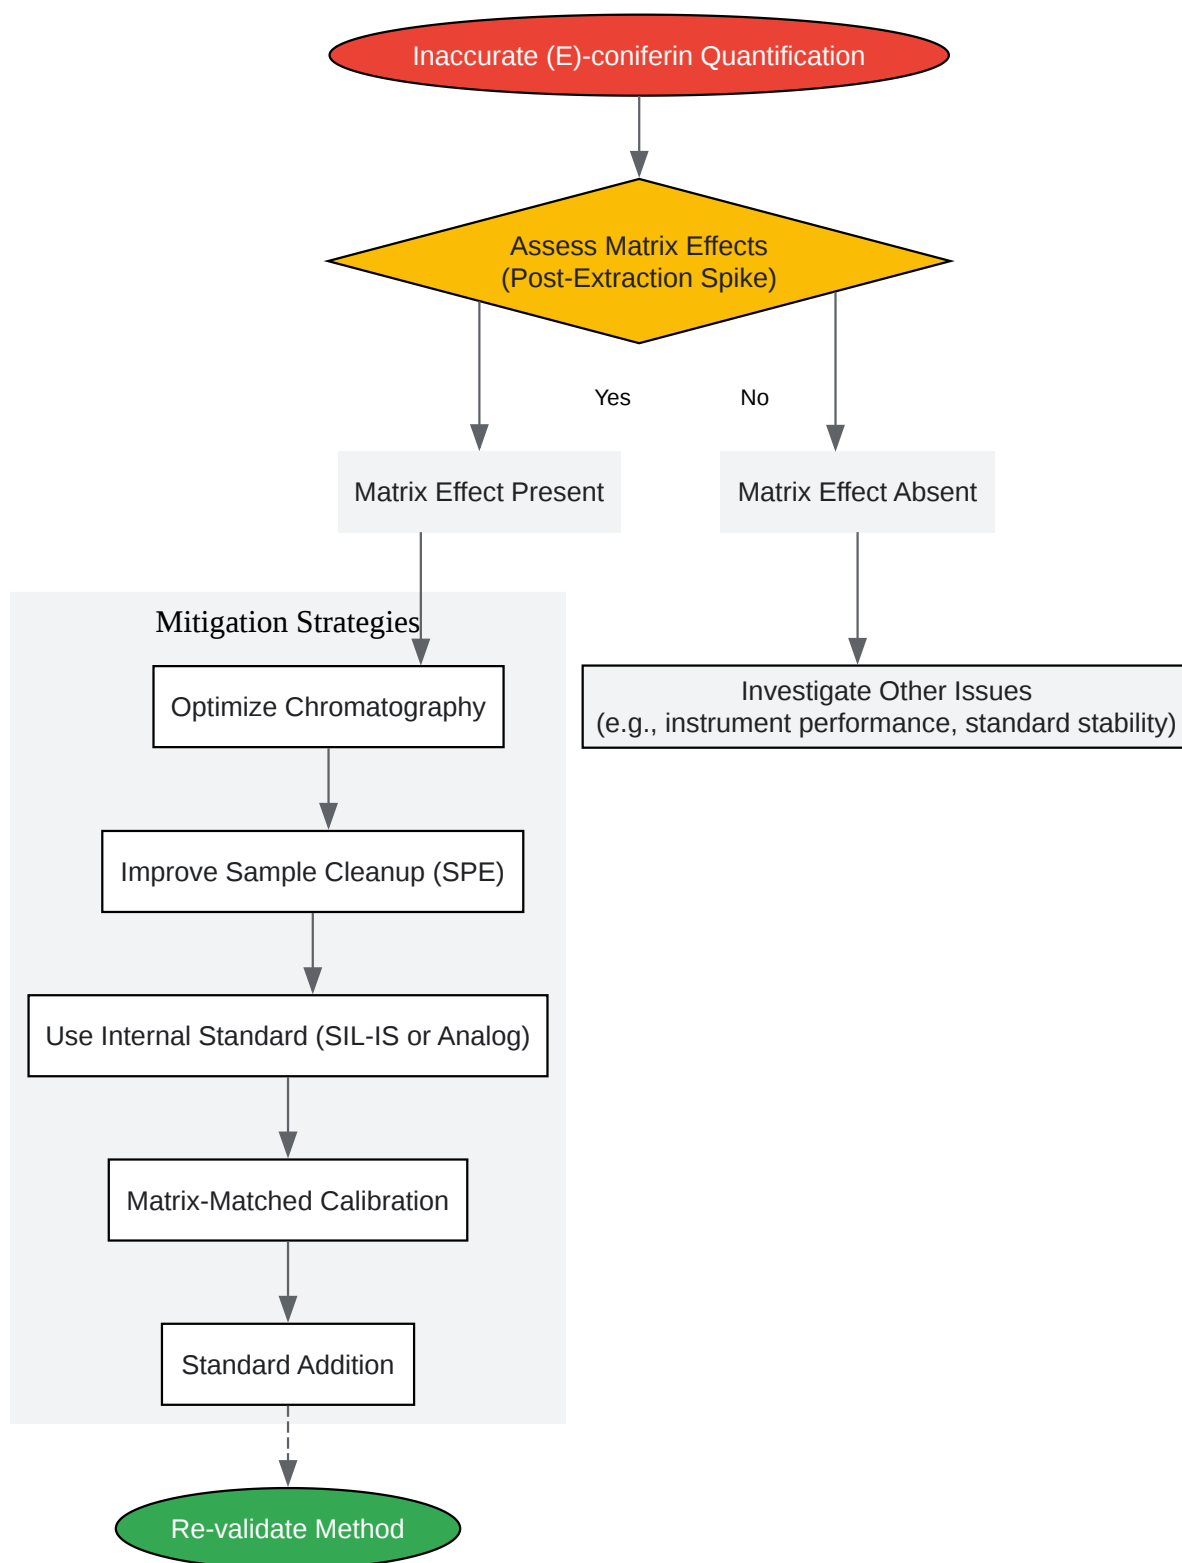 Inaccurate (E)-coniferin Quantification
Assess Matrix Effects
(Post-Extraction Spike)
Yes
No
Matrix Effect Present
Matrix Effect Absent
Mitigation Strategies
Optimize Chromatography
Investigate Other Issues
(e.g., instrument performance, standard stability)
Improve Sample Cleanup (SPE)
Use Internal Standard (SIL-IS or Analog)
Matrix-Matched Calibration
Standard Addition
Re-validate Method